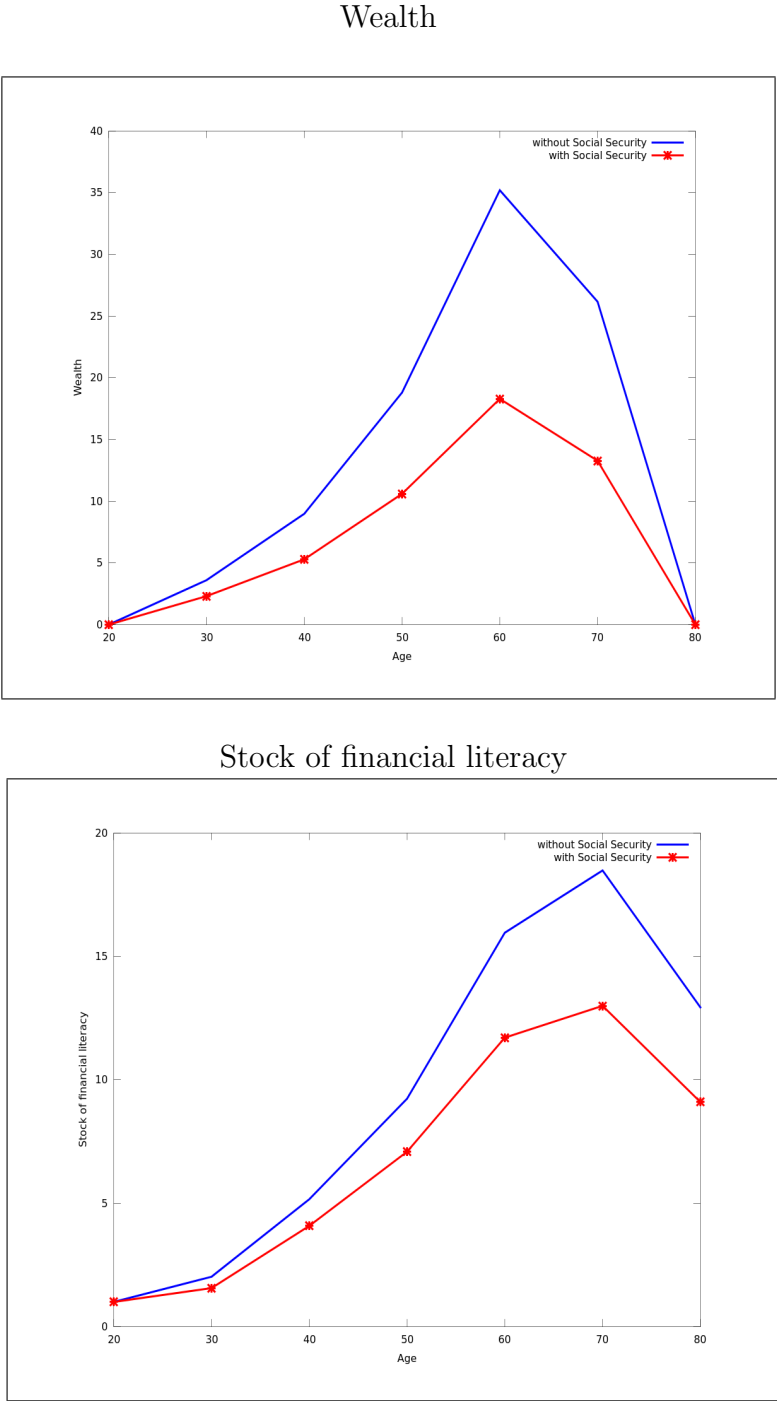 Wealth
40
without Social Security
with Social Security
35
30
25
20
Wealth
15
10
5
0
20 30 40 50 60 70 80
Age
Stock of financial literacy
20
without Social Security
with Social Security
15
10
Stock of financial literacy
5
0
20 30 40 50 60 70 80
Age